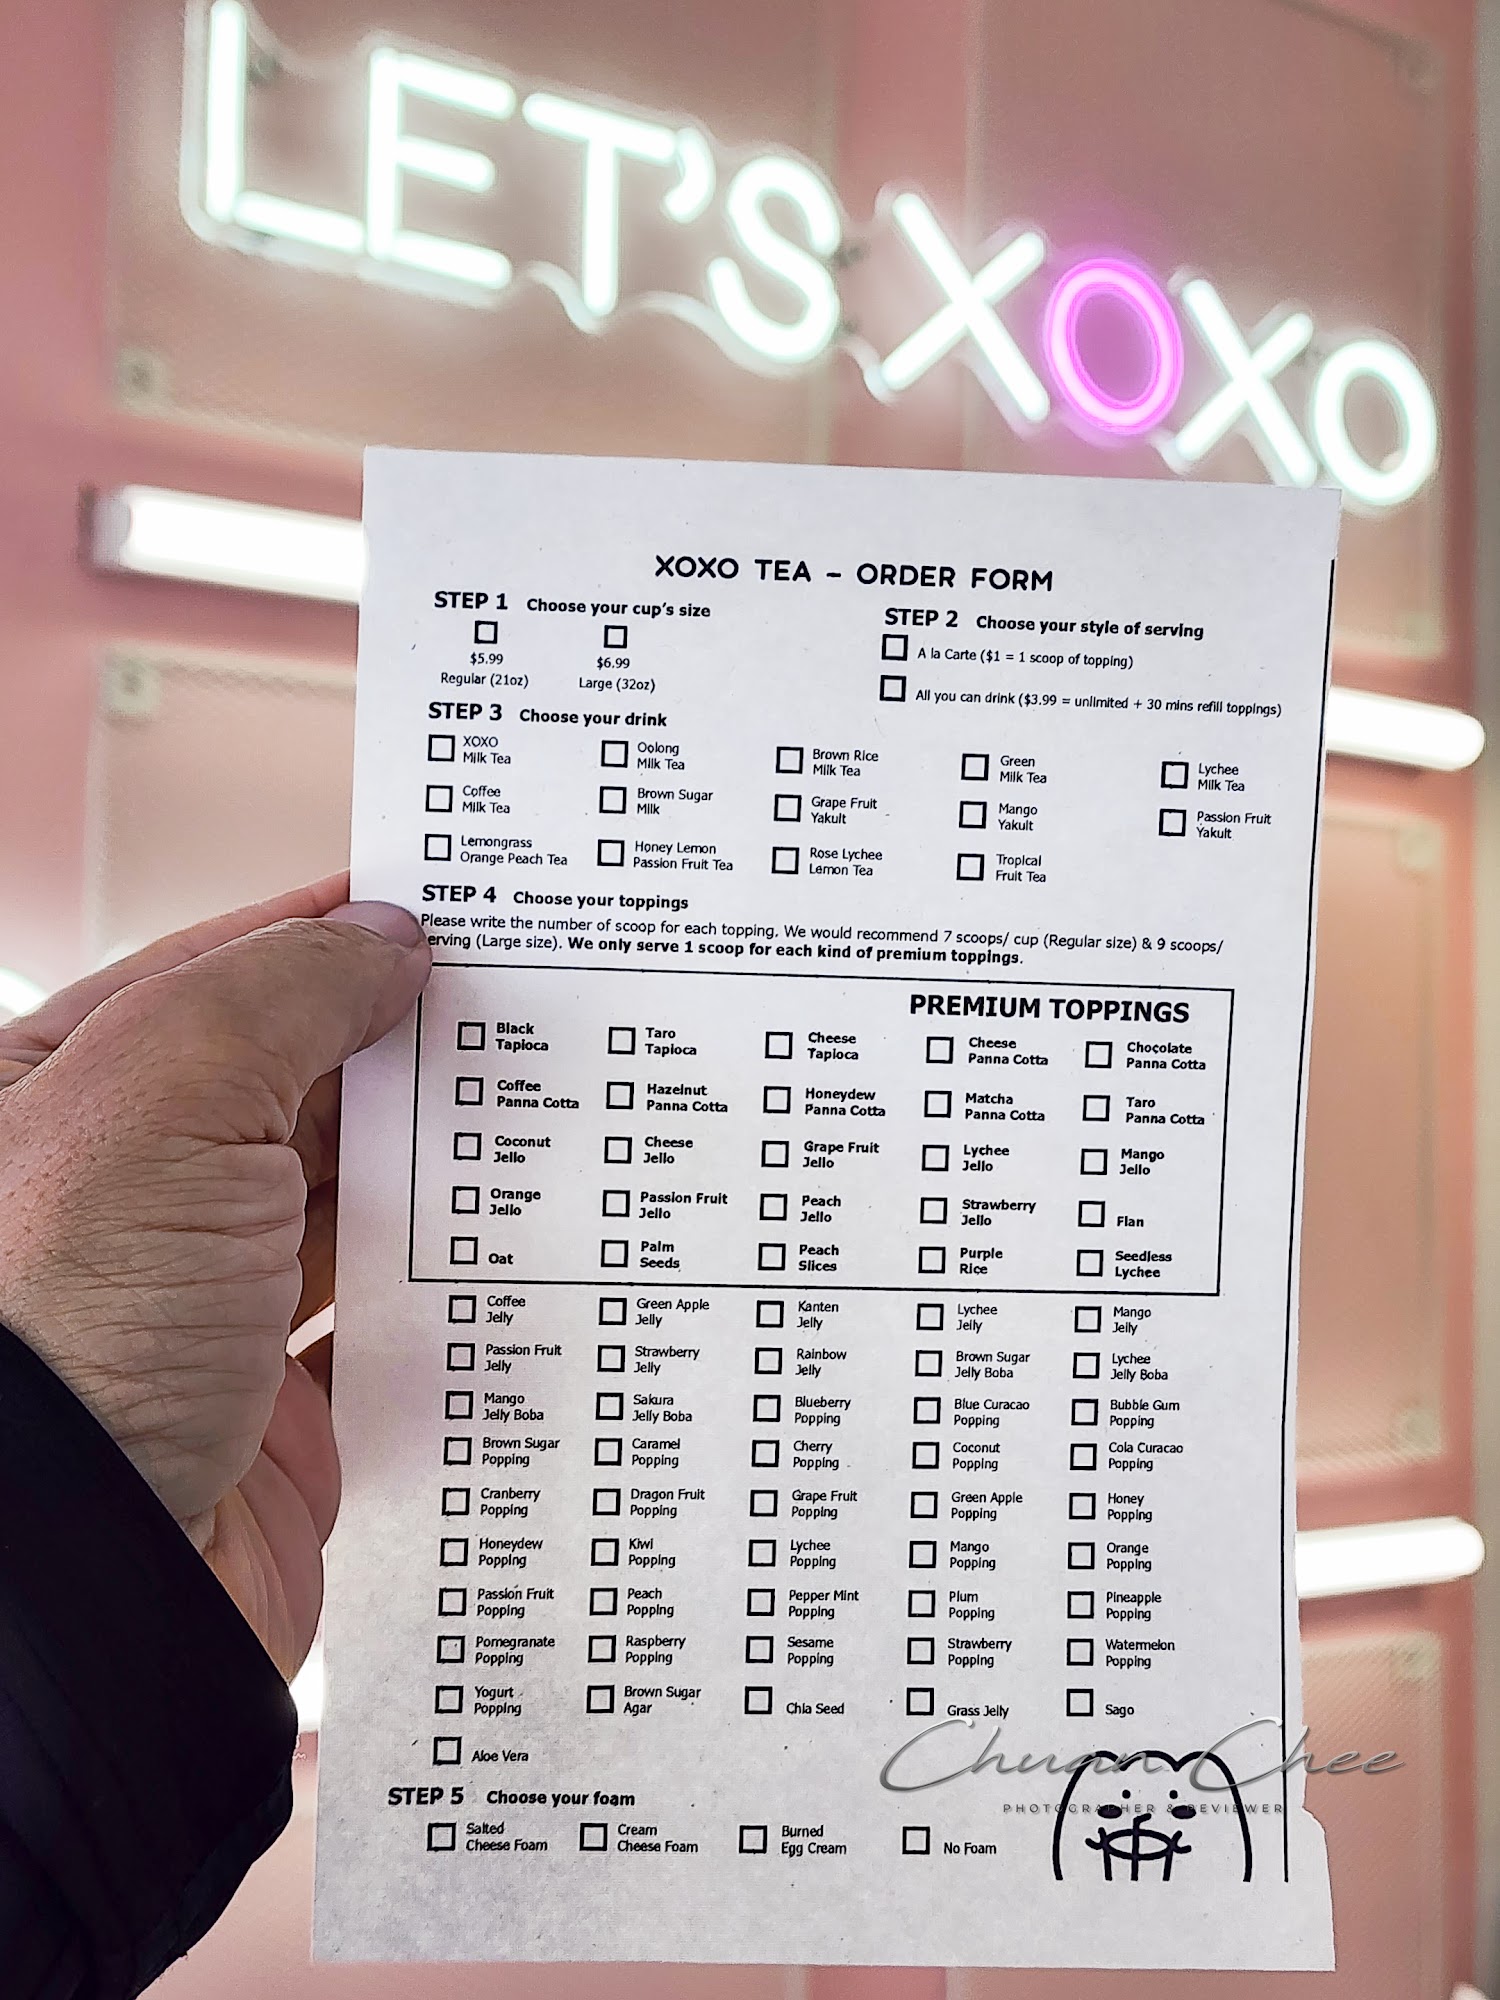 LET'S XOXO
XOXO TEA – ORDER FORM
STEP 1 Choose your cup's size
$5.99
Regular (21oz)
$6.99
Large (32oz)
STEP 2 Choose your style of serving
A la Carte ($1 = 1 scoop of topping)
All you can drink ($3.99 = unlimited + 30 mins refill toppings)
STEP 3 Choose your drink
XOXO
Milk Tea
Oolong
Milk Tea
Brown Rice
Milk Tea
Green
Milk Tea
Lychee
Milk Tea
Coffee
Milk Tea
Brown Sugar
Milk
Grape Fruit
Yakult
Mango
Yakult
Passion Fruit
Yakult
Lemongrass
Orange Peach Tea
Honey Lemon
Passion Fruit Tea
Rose Lychee
Lemon Tea
Tropical
Fruit Tea
STEP 4 Choose your toppings
Please write the number of scoop for each topping. We would recommend 7 scoops/ cup (Regular size) & 9 scoops/
erving (Large size). We only serve 1 scoop for each kind of premium toppings.
PREMIUM TOPPINGS
Black
Tapioca
Taro
Tapioca
Cheese
Tapioca
Cheese
Panna Cotta
Chocolate
Panna Cotta
Coffee
Panna Cotta
Hazelnut
Panna Cotta
Honeydew
Panna Cotta
Matcha
Panna Cotta
Taro
Panna Cotta
Coconut
Jello
Cheese
Jello
Grape Fruit
Jello
Lychee
Jello
Mango
Jello
Orange
Jello
Passion Fruit
Jello
Peach
Jello
Strawberry
Jello
Flan
Oat
Palm
Seeds
Peach
Slices
Purple
Rice
Seedless
Lychee
Coffee
Jelly
Green Apple
Jelly
Kanten
Jelly
Lychee
Jelly
Mango
Jelly
Passion Fruit
Jelly
Strawberry
Jelly
Rainbow
Jelly
Brown Sugar
Jelly Boba
Lychee
Jelly Boba
Mango
Jelly Boba
Sakura
Jelly Boba
Blueberry
Popping
Blue Curacao
Popping
Bubble Gum
Popping
Brown Sugar
Popping
Caramel
Popping
Cherry
Popping
Coconut
Popping
Cola Curacao
Popping
Cranberry
Popping
Dragon Fruit
Popping
Grape Fruit
Popping
Green Apple
Popping
Honey
Popping
Honeydew
Popping
Kiwi
Popping
Lychee
Popping
Mango
Popping
Orange
Popping
Passion Fruit
Popping
Peach
Popping
Pepper Mint
Popping
Plum
Popping
Pineapple
Popping
Pomegranate
Popping
Raspberry
Popping
Sesame
Popping
Strawberry
Popping
Watermelon
Popping
Yogurt
Popping
Brown Sugar
Agar
Chia Seed
Grass Jelly
Sago
Aloe Vera
STEP 5 Choose your foam
Salted
Cheese Foam
Cream
Cheese Foam
Burned
Egg Cream
No Foam
Chuan Chee
PHOTOGRAPHER & REVIEWER